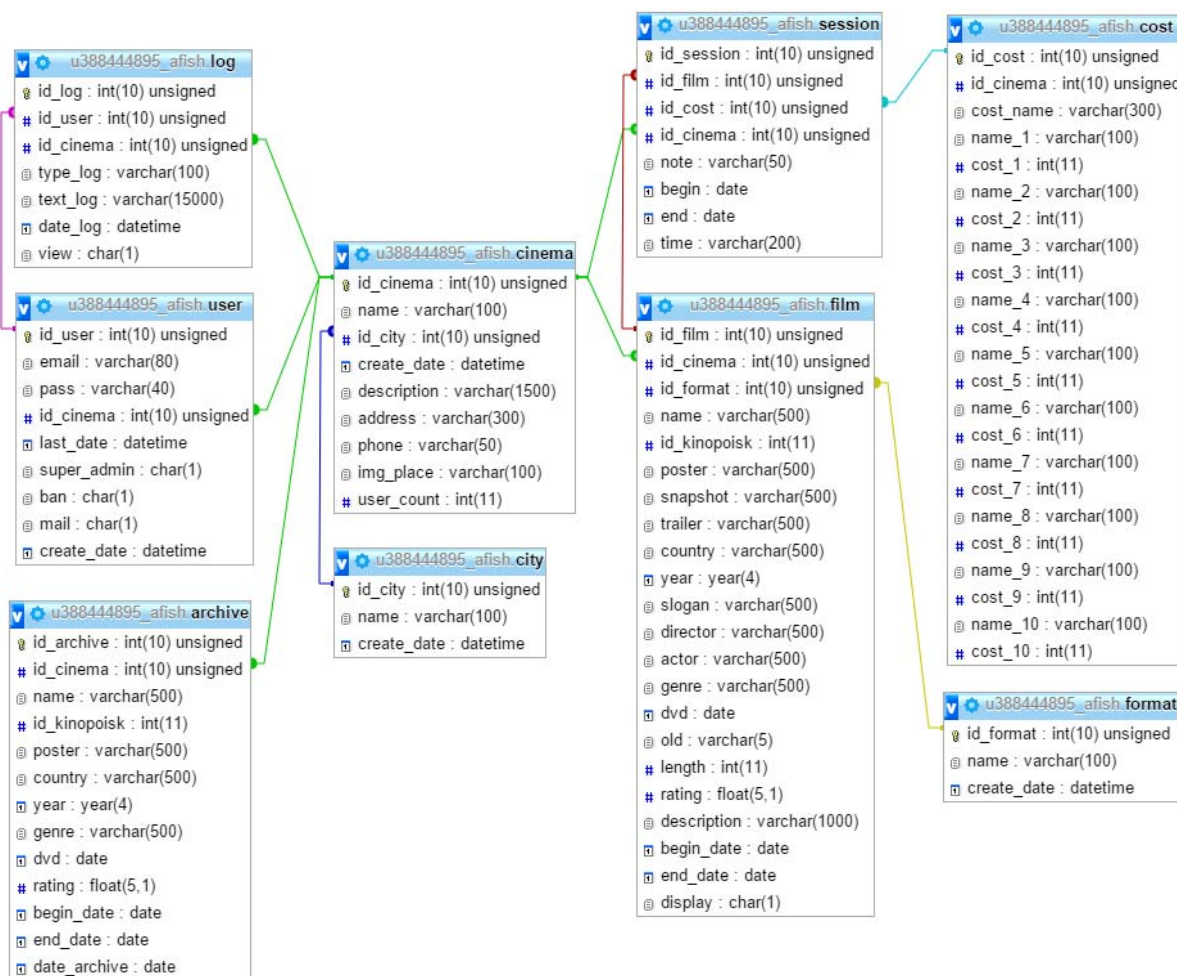 u388444895_afish.log
id_log : int(10) unsigned
id_user : int(10) unsigned
id_cinema : int(10) unsigned
type_log : varchar(100)
text_log : varchar(15000)
date_log : datetime
view : char(1)
u388444895_afish.user
id_user : int(10) unsigned
email : varchar(80)
pass : varchar(40)
id_cinema : int(10) unsigned
last_date : datetime
super_admin : char(1)
ban : char(1)
mail : char(1)
create_date : datetime
u388444895_afish.archive
id_archive : int(10) unsigned
id_cinema : int(10) unsigned
name : varchar(500)
id_kinopoisk : int(11)
poster : varchar(500)
country : varchar(500)
year : year(4)
genre : varchar(500)
dvd : date
rating : float(5,1)
begin_date : date
end_date : date
date_archive : date
u388444895_afish.cinema
id_cinema : int(10) unsigned
name : varchar(100)
id_city : int(10) unsigned
create_date : datetime
description : varchar(1500)
address : varchar(300)
phone : varchar(50)
img_place : varchar(100)
user_count : int(11)
u388444895_afish.city
id_city : int(10) unsigned
name : varchar(100)
create_date : datetime
u388444895_afish.session
id_session : int(10) unsigned
id_film : int(10) unsigned
id_cost : int(10) unsigned
id_cinema : int(10) unsigned
note : varchar(50)
begin : date
end : date
time : varchar(200)
u388444895_afish.film
id_film : int(10) unsigned
id_cinema : int(10) unsigned
id_format : int(10) unsigned
name : varchar(500)
id_kinopoisk : int(11)
poster : varchar(500)
snapshot : varchar(500)
trailer : varchar(500)
country : varchar(500)
year : year(4)
slogan : varchar(500)
director : varchar(500)
actor : varchar(500)
genre : varchar(500)
dvd : date
old : varchar(5)
length : int(11)
rating : float(5,1)
description : varchar(1000)
begin_date : date
end_date : date
display : char(1)
u388444895_afish.cost
id_cost : int(10) unsigned
id_cinema : int(10) unsigned
cost_name : varchar(300)
name_1 : varchar(100)
cost_1 : int(11)
name_2 : varchar(100)
cost_2 : int(11)
name_3 : varchar(100)
cost_3 : int(11)
name_4 : varchar(100)
cost_4 : int(11)
name_5 : varchar(100)
cost_5 : int(11)
name_6 : varchar(100)
cost_6 : int(11)
name_7 : varchar(100)
cost_7 : int(11)
name_8 : varchar(100)
cost_8 : int(11)
name_9 : varchar(100)
cost_9 : int(11)
name_10 : varchar(100)
cost_10 : int(11)
u388444895_afish.format
id_format : int(10) unsigned
name : varchar(100)
create_date : datetime